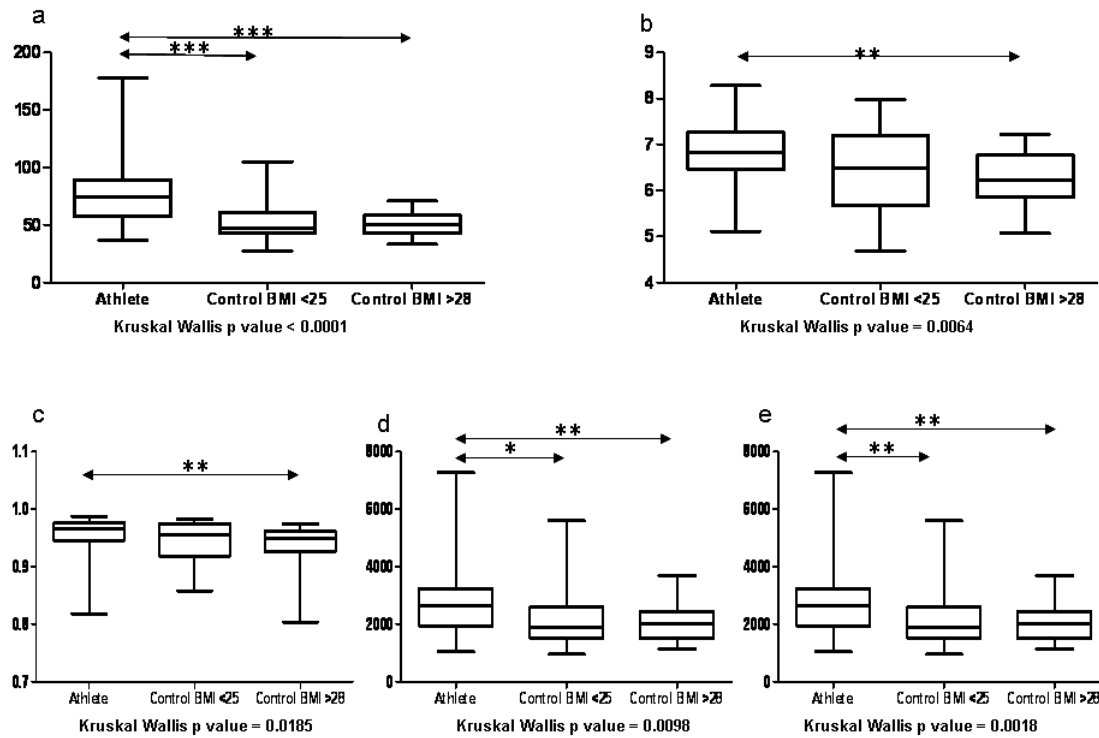 a
*** 
***
200
150
100
50
0
Athlete Control BMI <25 Control BMI >28
Kruskal Wallis p value < 0.0001
b
**
9
8
7
6
5
4
Athlete Control BMI <25 Control BMI >28
Kruskal Wallis p value = 0.0064
c
**
1.1
1.0
0.9
0.8
0.7
Athlete Control BMI <25 Control BMI >28
Kruskal Wallis p value = 0.0185
d
**
*
8000
6000
4000
2000
0
Athlete Control BMI <25 Control BMI >28
Kruskal Wallis p value = 0.0098
e
**
**
8000
6000
4000
2000
0
Athlete Control BMI <25 Control BMI >28
Kruskal Wallis p value = 0.0018